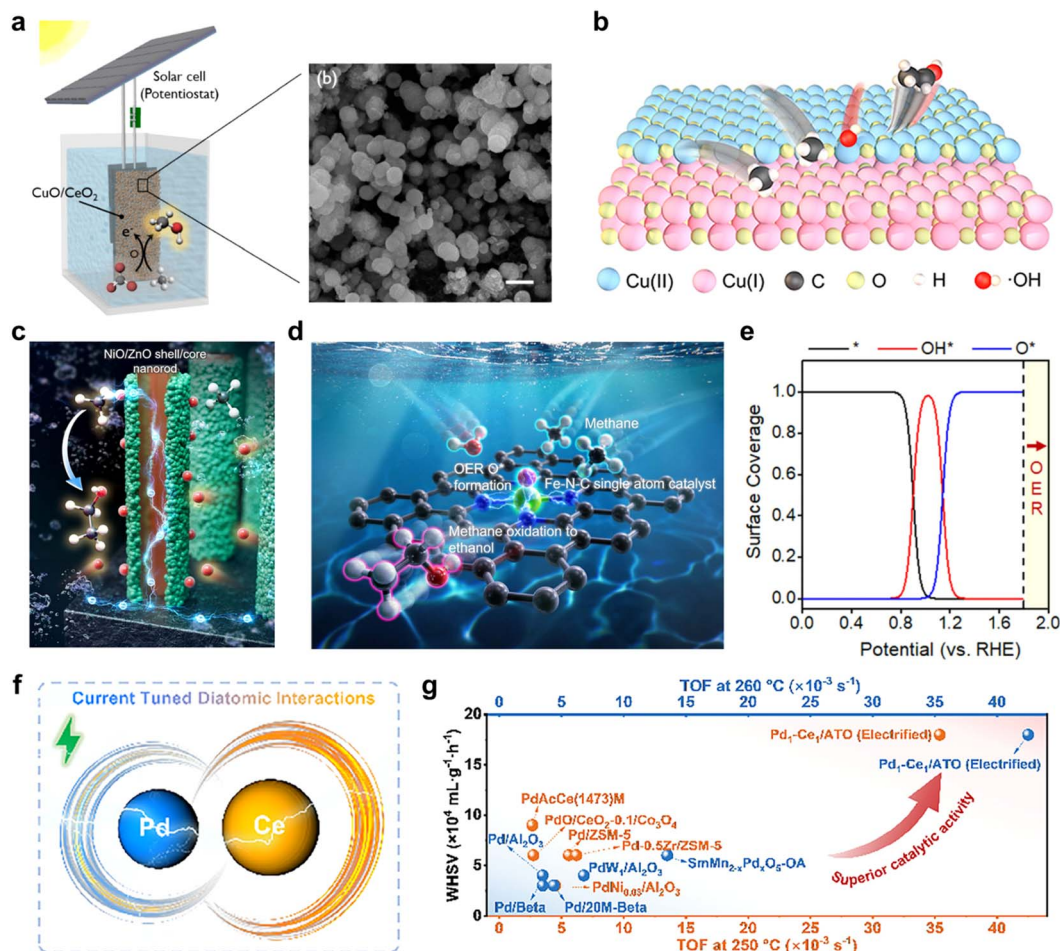 a
Solar cell
(Potentiostat)
CuO/CeO₂
e⁻
O
(b)
b
Cu(II) Cu(I) C O H ·OH
c
NiO/ZnO shell/core
nanorod
d
Methane
OER O*
formation
Fe-N-C single atom catalyst
Methane oxidation to
ethanol
e
* OH* O*
Surface Coverage
1.0
0.8
0.6
0.4
0.2
0.0
OER
0.0 0.4 0.8 1.2 1.6 2.0
Potential (vs. RHE)
f
Current Tuned Diatomic Interactions
Pd
Ce
g
TOF at 260 °C (×10⁻³ s⁻¹)
0 5 10 15 20 25 30 35 40
WHSV (×10⁴ mL·g⁻¹·h⁻¹)
20
16
12
8
4
0
Pd₁-Ce₁/ATO (Electrified)
Pd₁-Ce₁/ATO (Electrified)
PdAcCe(1473)M
PdO/CeO₂-0.1/Co₃O₄
Pd/Al₂O₃
Pd/ZSM-5
Pd-0.5Zr/ZSM-5
SmMn₂₋ₓPdₓO₅-OA
PdW₁/Al₂O₃
PdNi₀.₀₃/Al₂O₃
Pd/Beta
Pd/20M-Beta
Superior catalytic activity
0 5 10 15 20 25 30 35 40
TOF at 250 °C (×10⁻³ s⁻¹)